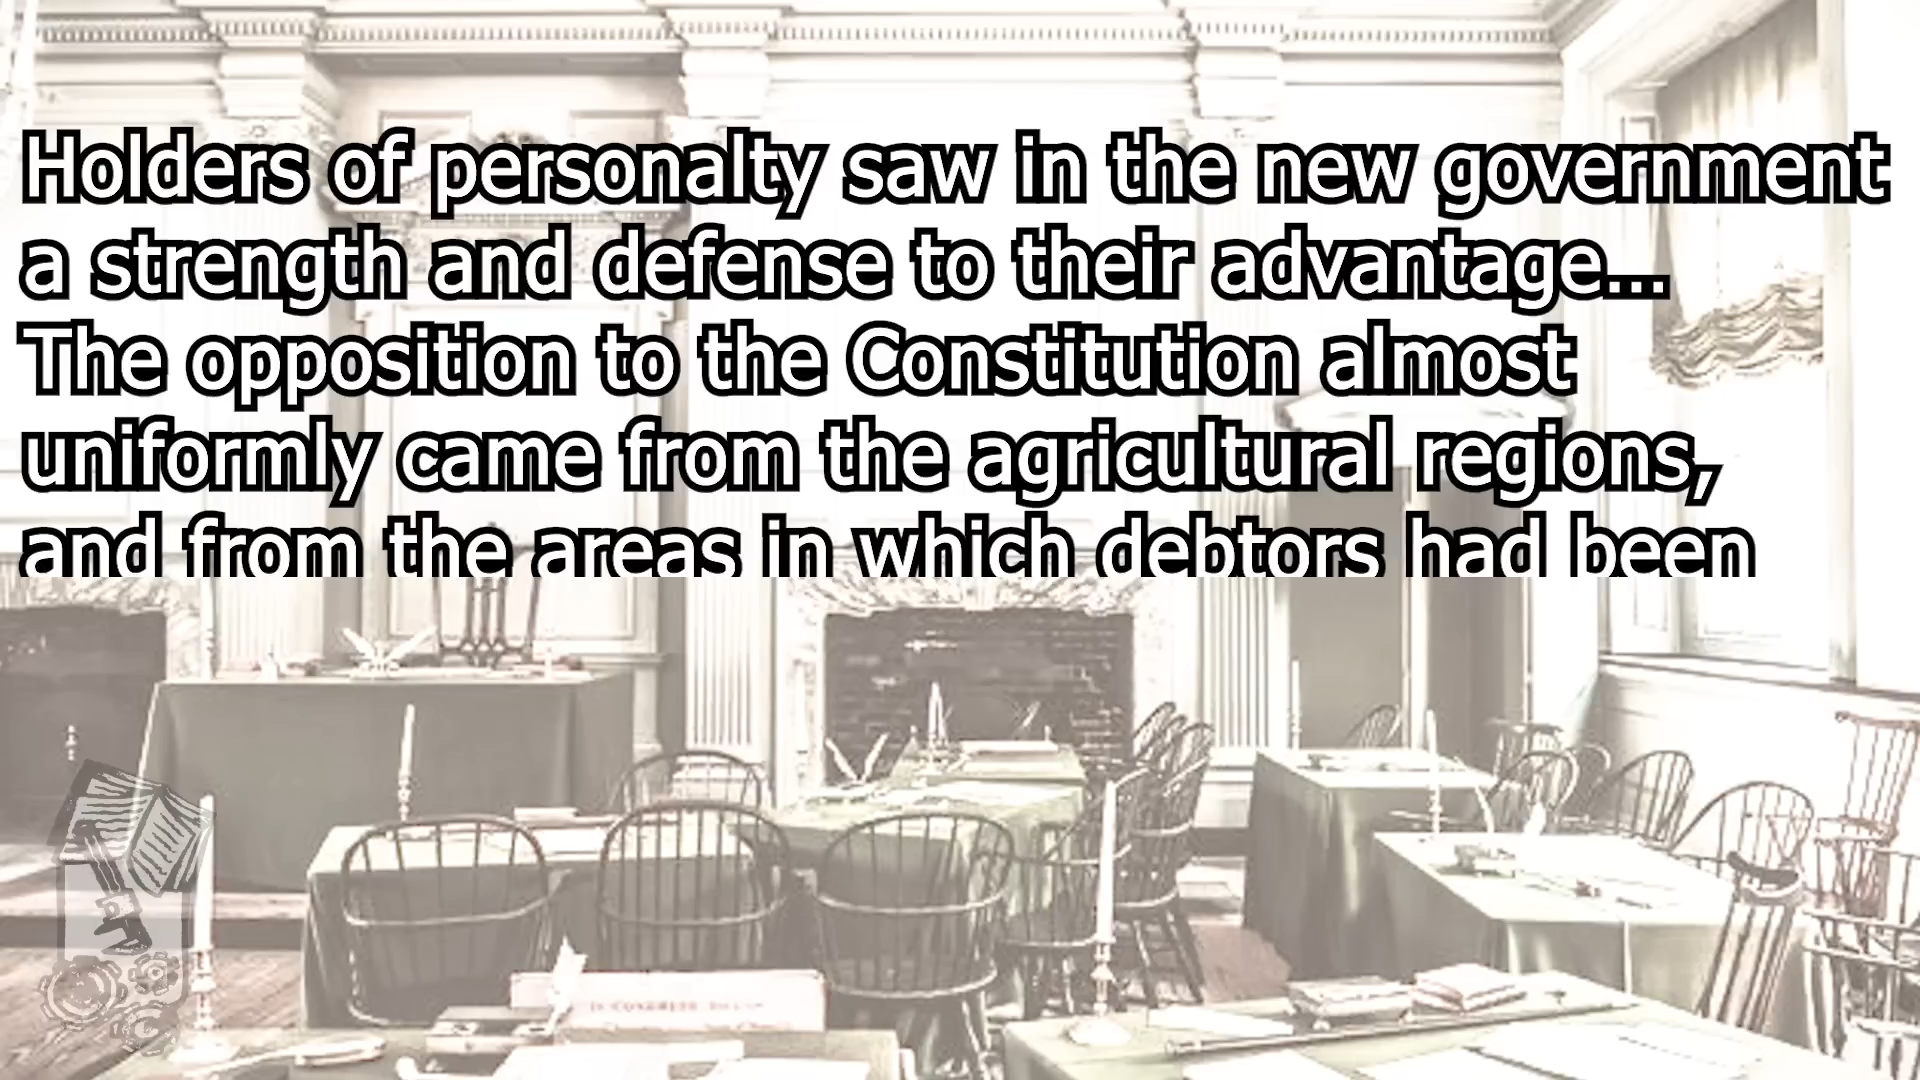 Holders of personalty saw in the new government
a strength and defense to their advantage...
The opposition to the Constitution almost
uniformly came from the agricultural regions,
and from the areas in which debtors had been